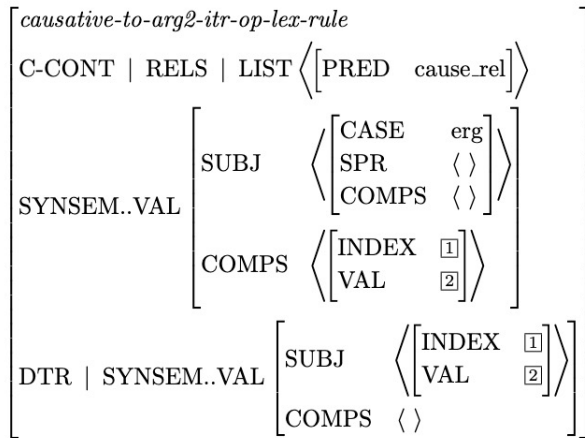 causative-to-arg2-itr-op-lex-rule
C-CONT | RELS | LIST ⟨[PRED cause_rel]⟩
CASE erg
SUBJ ⟨[SPR ⟨ ⟩]⟩
COMPS ⟨ ⟩
SYNSEM..VAL
INDEX 1
COMPS ⟨[VAL 2]⟩
INDEX 1
SUBJ ⟨[VAL 2]⟩
DTR | SYNSEM..VAL
COMPS ⟨ ⟩